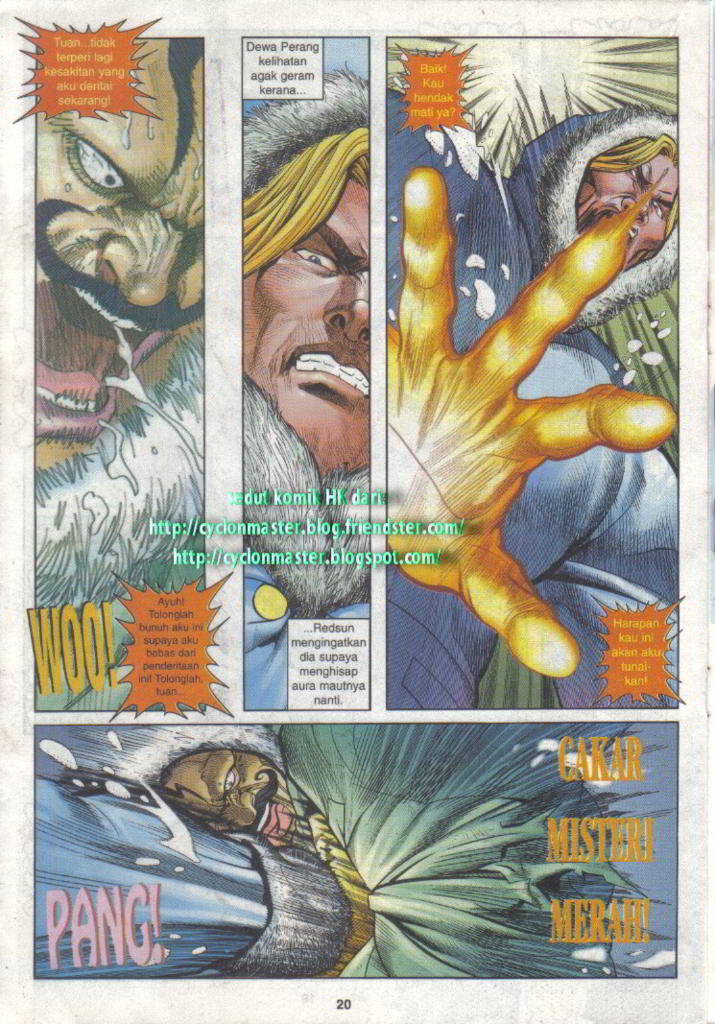 Tuan...tidak
terperi lagi
kesakitan yang
aku deritai
sekarang!
Dewa Perang
kelihatan
agak geram
kerana...
Baik!
Kau
hendak
mati ya?
sedut komik HK dari:
http://cyclonmaster.blog.friendster.com/
http://cyclonmaster.blogspot.com/
WOO!
Ayuh!
Tolonglah
bunuh aku ini
supaya aku
bebas dari
penderitaan
ini! Tolonglah,
tuan...
...Redsun
mengingatkan
dia supaya
menghisap
aura mautnya
nanti.
Harapan
kau ini
akan aku
tunai-
kan!
CAKAR
MISTERI
MERAH!
PANG!
20